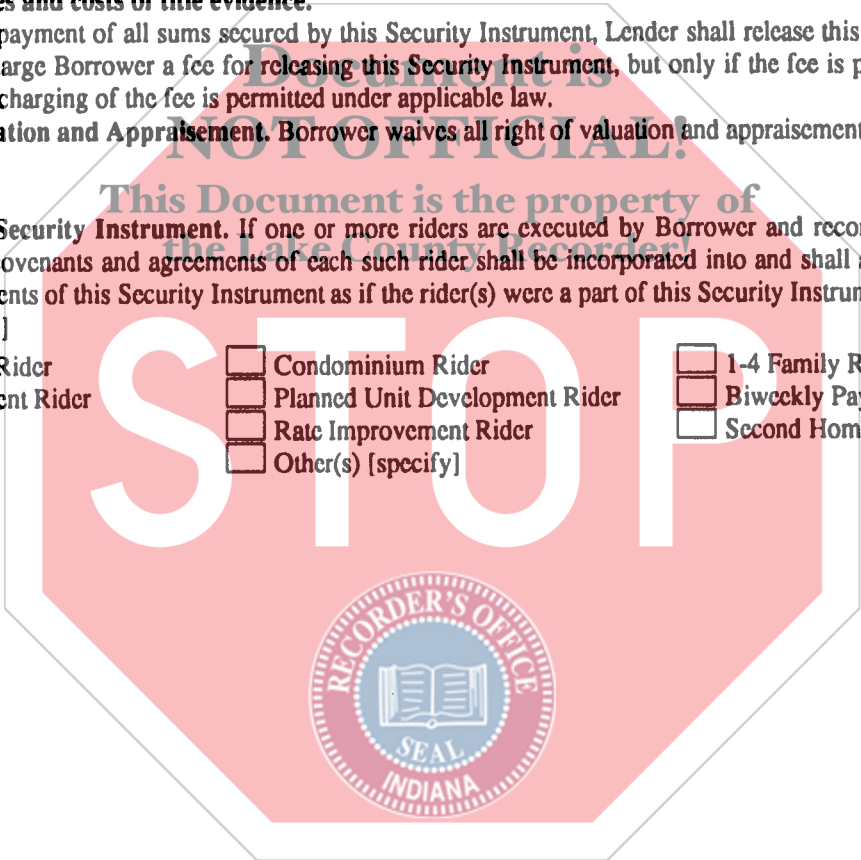 es and costs of title evidence.
payment of all sums secured by this Security Instrument, Lender shall release this
arge Borrower a fee for releasing this Security Instrument, but only if the fee is p
charging of the fee is permitted under applicable law.
ation and Appraisement. Borrower waives all right of valuation and appraisement
Document is
NOT OFFICIAL!
This Document is the property of
the Lake County Recorder!
Security Instrument. If one or more riders are executed by Borrower and recor
ovenants and agreements of each such rider shall be incorporated into and shall a
ents of this Security Instrument as if the rider(s) were a part of this Security Instrum
]
Rider Condominium Rider 1-4 Family R
ent Rider Planned Unit Development Rider Biweekly Pay
Rate Improvement Rider Second Hom
Other(s) [specify]
STOP
RECORDER'S OFFICE
SEAL
INDIANA